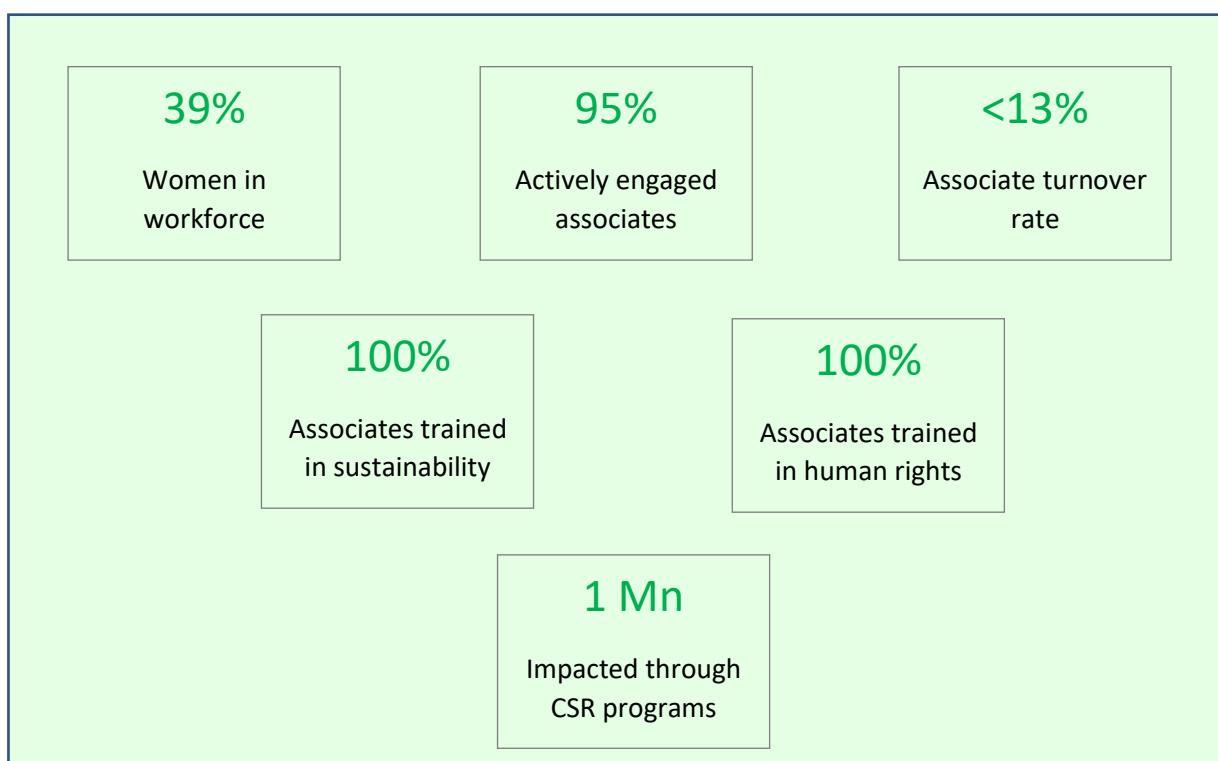 39%
Women in
workforce
95%
Actively engaged
associates
<13%
Associate turnover
rate
100%
Associates trained
in sustainability
100%
Associates trained
in human rights
1 Mn
Impacted through
CSR programs